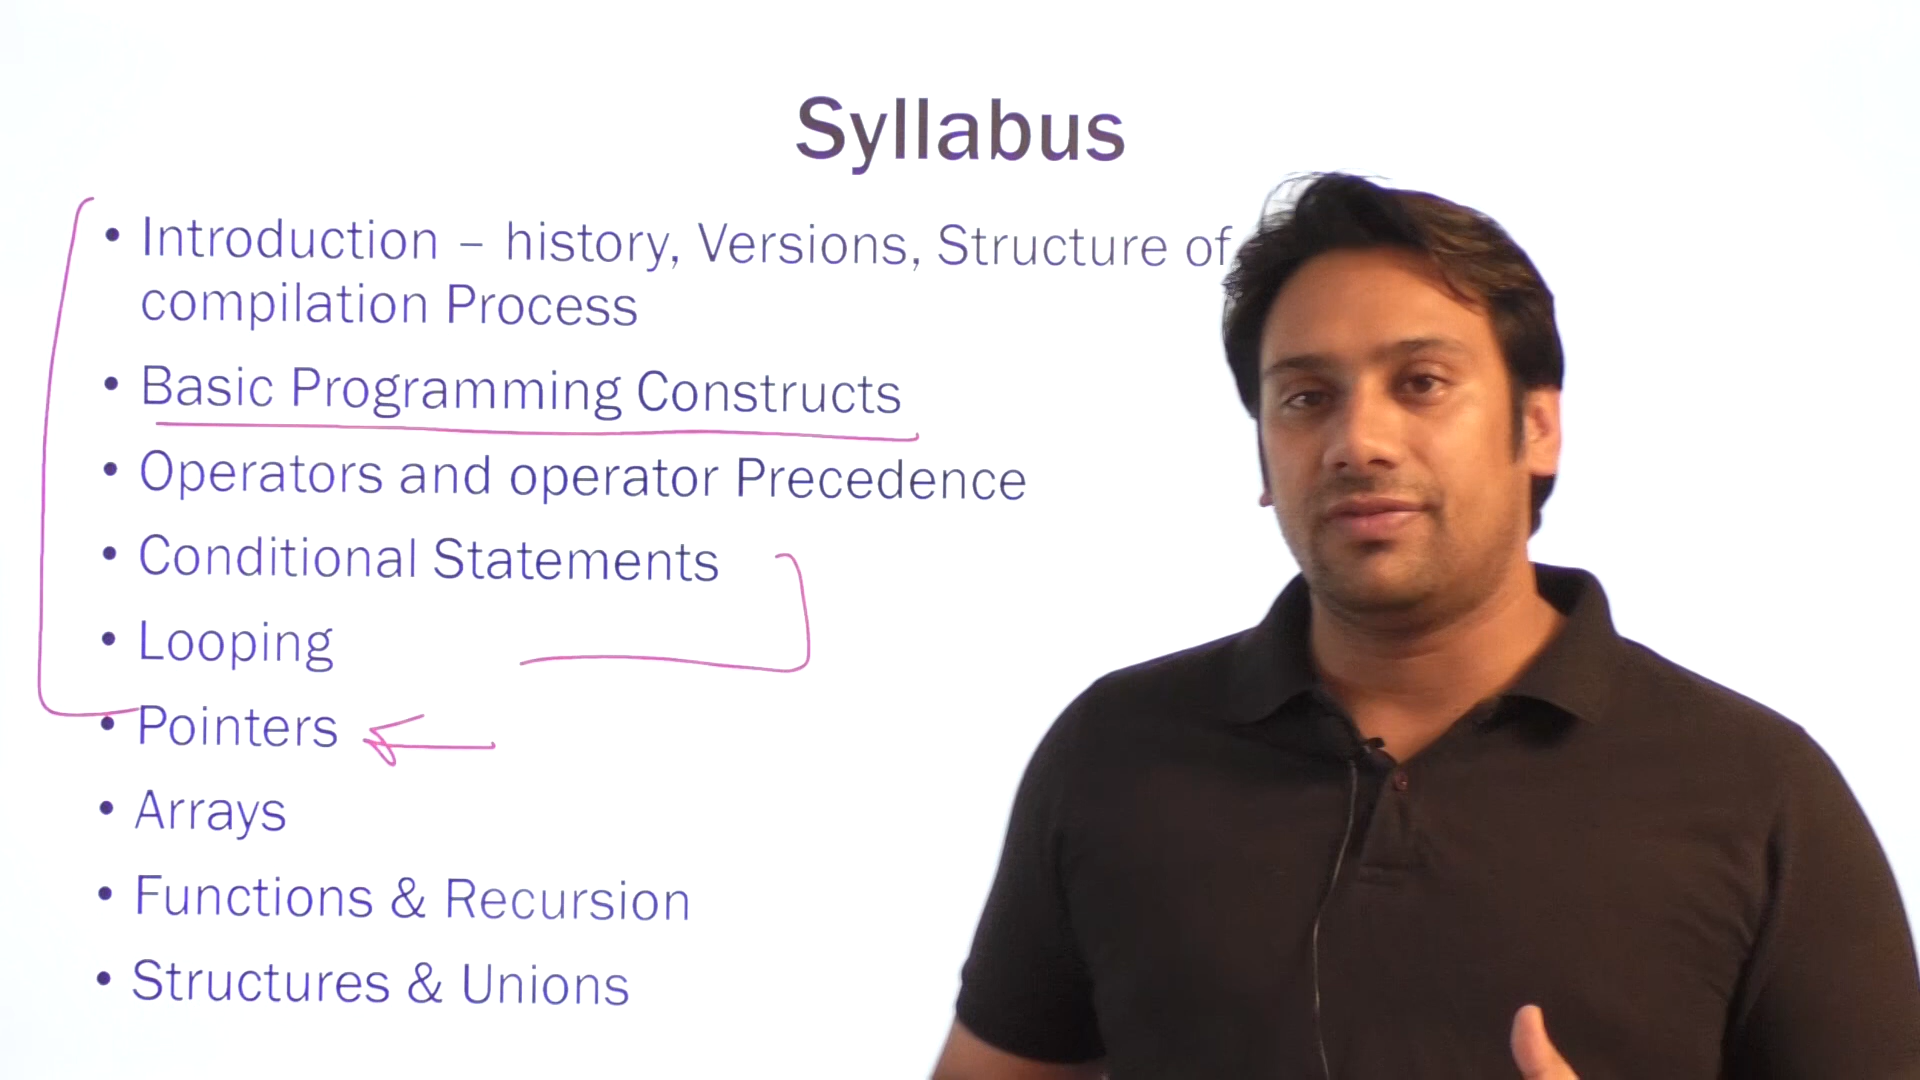 Syllabus
• Introduction – history, Versions, Structure of
compilation Process
• Basic Programming Constructs
• Operators and operator Precedence
• Conditional Statements
• Looping
• Pointers
• Arrays
• Functions & Recursion
• Structures & Unions